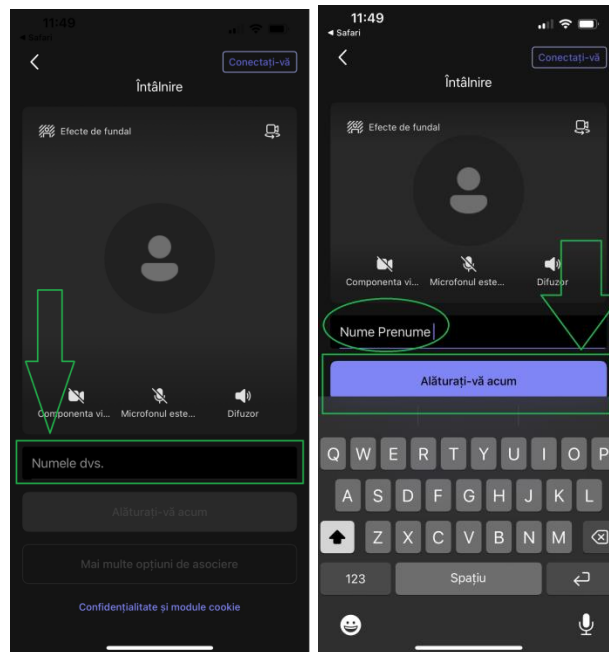 11:49
◄ Safari
Conectați-vă
Întâlnire
Efecte de fundal
Componenta vi... Microfonul este... Difuzor
Numele dvs.
Alăturați-vă acum
Mai multe opțiuni de asociere
Confidențialitate și module cookie
11:49
◄ Safari
Conectați-vă
Întâlnire
Efecte de fundal
Componenta vi... Microfonul este... Difuzor
Nume Prenume
Alăturați-vă acum
Q W E R T Y U I O P
A S D F G H J K L
Z X C V B N M
123 Spațiu